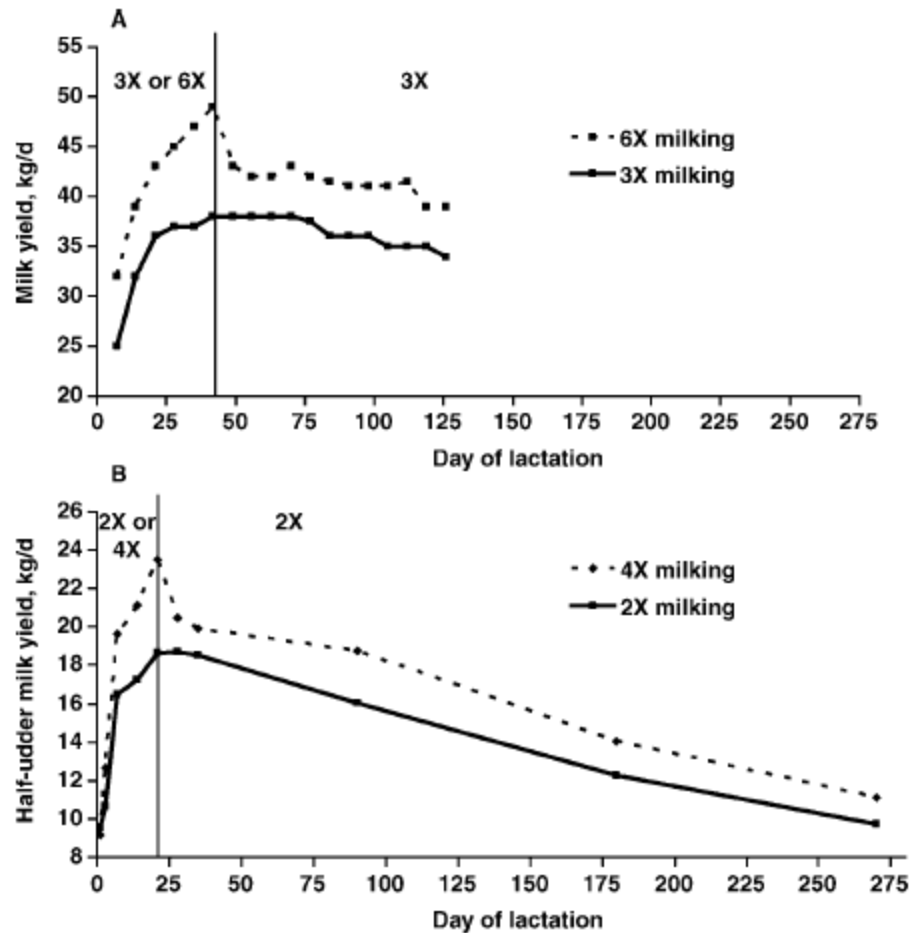 A
3X or 6X
3X
55
50
45
40
35
30
25
20
Milk yield, kg/d
6X milking
3X milking
0 25 50 75 100 125 150 175 200 225 250 275
Day of lactation
B
2X or
4X
2X
26
24
22
20
18
16
14
12
10
8
Half-udder milk yield, kg/d
4X milking
2X milking
0 25 50 75 100 125 150 175 200 225 250 275
Day of lactation